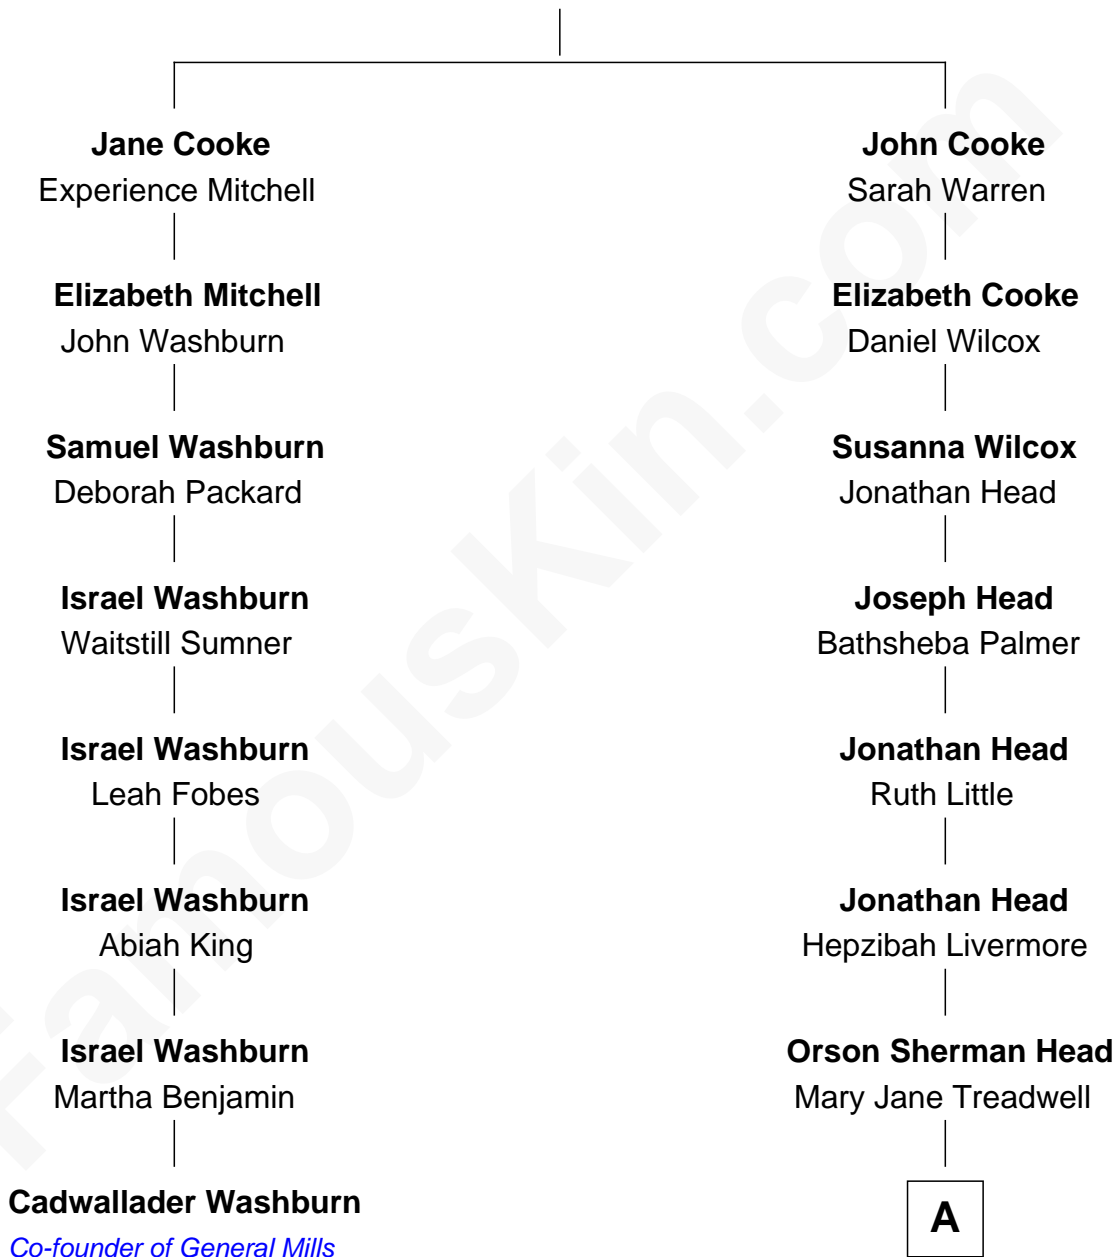 Jane Cooke
Experience Mitchell
John Cooke
Sarah Warren
Elizabeth Mitchell
John Washburn
Elizabeth Cooke
Daniel Wilcox
Samuel Washburn
Deborah Packard
Susanna Wilcox
Jonathan Head
Israel Washburn
Waitstill Sumner
Joseph Head
Bathsheba Palmer
Israel Washburn
Leah Fobes
Jonathan Head
Ruth Little
Israel Washburn
Abiah King
Jonathan Head
Hepzibah Livermore
Israel Washburn
Martha Benjamin
Orson Sherman Head
Mary Jane Treadwell
Cadwallader Washburn
Co-founder of General Mills
A
FamousKin.com